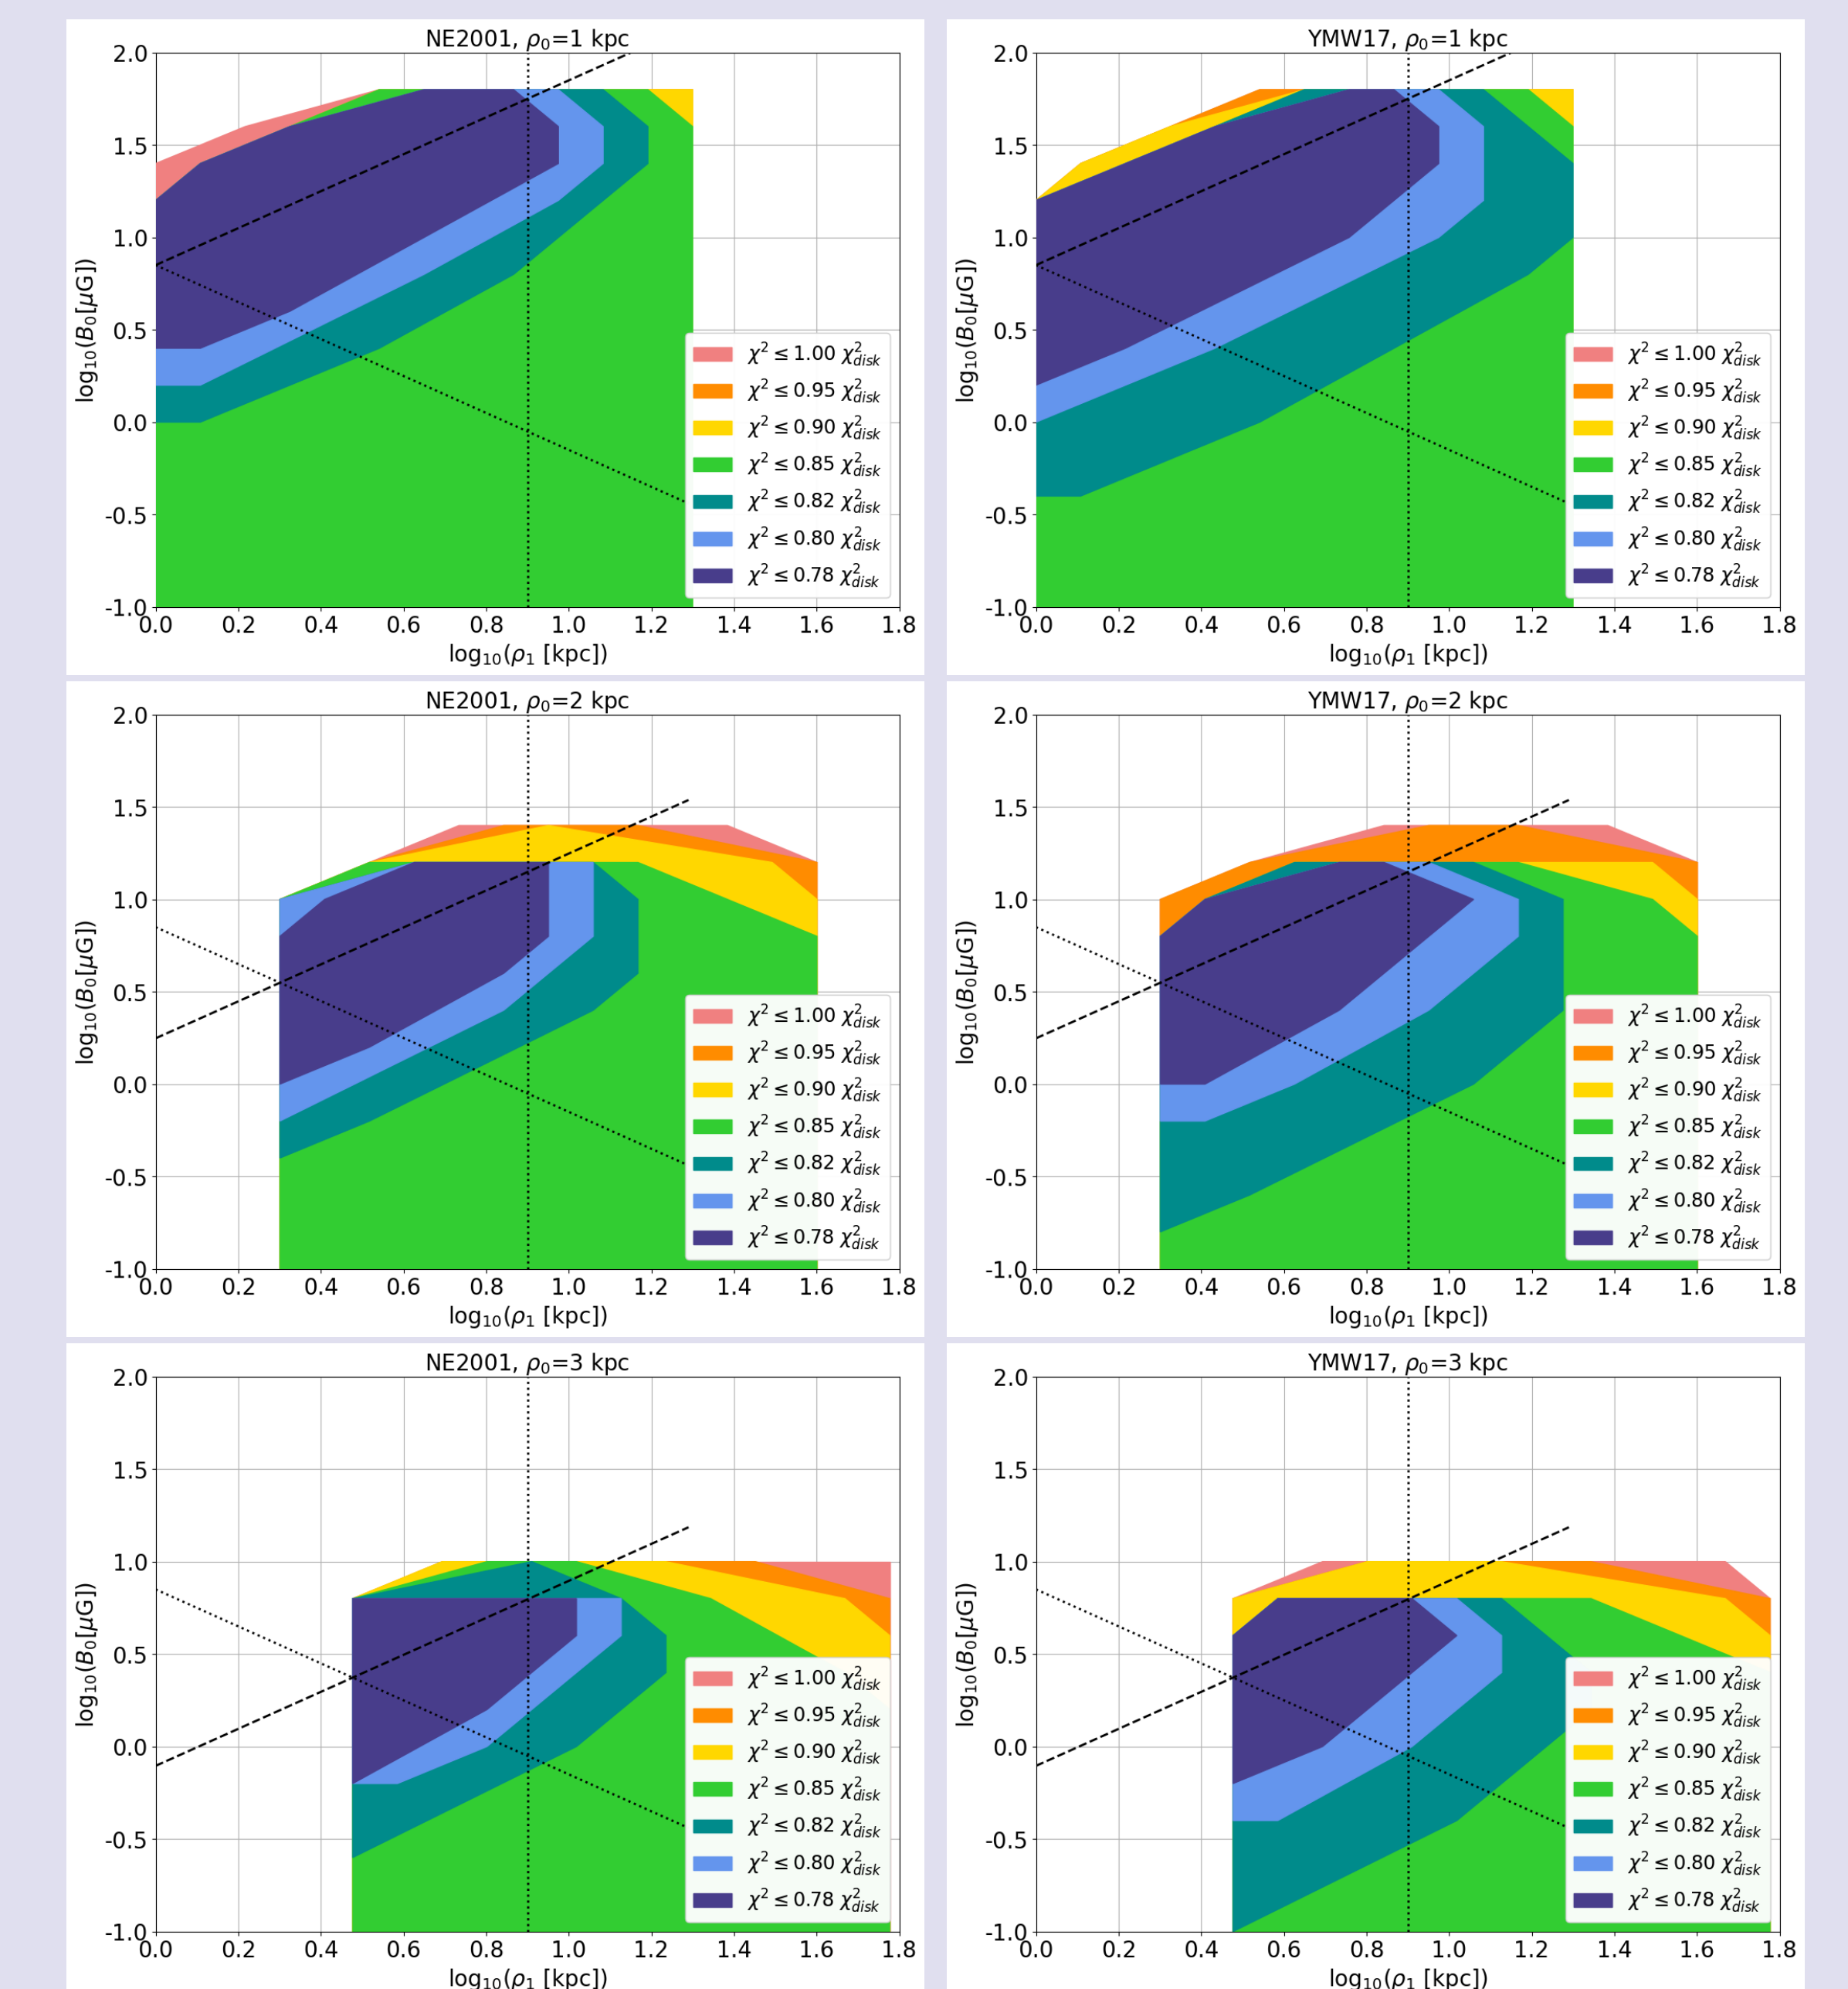 NE2001, ρ₀=1 kpc
2.0
1.5
1.0
0.5
0.0
-0.5
-1.0
log₁₀(B₀[μG])
0.0 0.2 0.4 0.6 0.8 1.0 1.2 1.4 1.6 1.8
log₁₀(ρ₁ [kpc])
χ² ≤ 1.00 χ²disk
χ² ≤ 0.95 χ²disk
χ² ≤ 0.90 χ²disk
χ² ≤ 0.85 χ²disk
χ² ≤ 0.82 χ²disk
χ² ≤ 0.80 χ²disk
χ² ≤ 0.78 χ²disk
YMW17, ρ₀=1 kpc
2.0
1.5
1.0
0.5
0.0
-0.5
-1.0
log₁₀(B₀[μG])
0.0 0.2 0.4 0.6 0.8 1.0 1.2 1.4 1.6 1.8
log₁₀(ρ₁ [kpc])
χ² ≤ 1.00 χ²disk
χ² ≤ 0.95 χ²disk
χ² ≤ 0.90 χ²disk
χ² ≤ 0.85 χ²disk
χ² ≤ 0.82 χ²disk
χ² ≤ 0.80 χ²disk
χ² ≤ 0.78 χ²disk
NE2001, ρ₀=2 kpc
2.0
1.5
1.0
0.5
0.0
-0.5
-1.0
log₁₀(B₀[μG])
0.0 0.2 0.4 0.6 0.8 1.0 1.2 1.4 1.6 1.8
log₁₀(ρ₁ [kpc])
χ² ≤ 1.00 χ²disk
χ² ≤ 0.95 χ²disk
χ² ≤ 0.90 χ²disk
χ² ≤ 0.85 χ²disk
χ² ≤ 0.82 χ²disk
χ² ≤ 0.80 χ²disk
χ² ≤ 0.78 χ²disk
YMW17, ρ₀=2 kpc
2.0
1.5
1.0
0.5
0.0
-0.5
-1.0
log₁₀(B₀[μG])
0.0 0.2 0.4 0.6 0.8 1.0 1.2 1.4 1.6 1.8
log₁₀(ρ₁ [kpc])
χ² ≤ 1.00 χ²disk
χ² ≤ 0.95 χ²disk
χ² ≤ 0.90 χ²disk
χ² ≤ 0.85 χ²disk
χ² ≤ 0.82 χ²disk
χ² ≤ 0.80 χ²disk
χ² ≤ 0.78 χ²disk
NE2001, ρ₀=3 kpc
2.0
1.5
1.0
0.5
0.0
-0.5
-1.0
log₁₀(B₀[μG])
0.0 0.2 0.4 0.6 0.8 1.0 1.2 1.4 1.6 1.8
log₁₀(ρ₁ [kpc])
χ² ≤ 1.00 χ²disk
χ² ≤ 0.95 χ²disk
χ² ≤ 0.90 χ²disk
χ² ≤ 0.85 χ²disk
χ² ≤ 0.82 χ²disk
χ² ≤ 0.80 χ²disk
χ² ≤ 0.78 χ²disk
YMW17, ρ₀=3 kpc
2.0
1.5
1.0
0.5
0.0
-0.5
-1.0
log₁₀(B₀[μG])
0.0 0.2 0.4 0.6 0.8 1.0 1.2 1.4 1.6 1.8
log₁₀(ρ₁ [kpc])
χ² ≤ 1.00 χ²disk
χ² ≤ 0.95 χ²disk
χ² ≤ 0.90 χ²disk
χ² ≤ 0.85 χ²disk
χ² ≤ 0.82 χ²disk
χ² ≤ 0.80 χ²disk
χ² ≤ 0.78 χ²disk